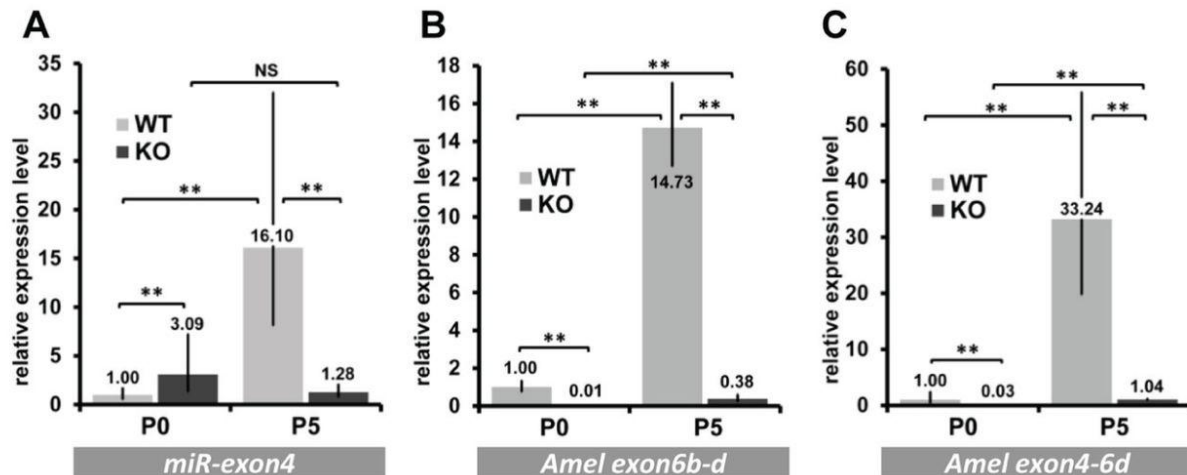 A
relative expression level
35
30
25
20
15
10
5
0
WT
KO
NS
**
**
**
1.00
3.09
16.10
1.28
P0 P5
miR-exon4
B
relative expression level
18
16
14
12
10
8
6
4
2
0
WT
KO
**
**
**
**
1.00
0.01
14.73
0.38
P0 P5
Amel exon6b-d
C
relative expression level
60
50
40
30
20
10
0
WT
KO
**
**
**
**
1.00
0.03
33.24
1.04
P0 P5
Amel exon4-6d